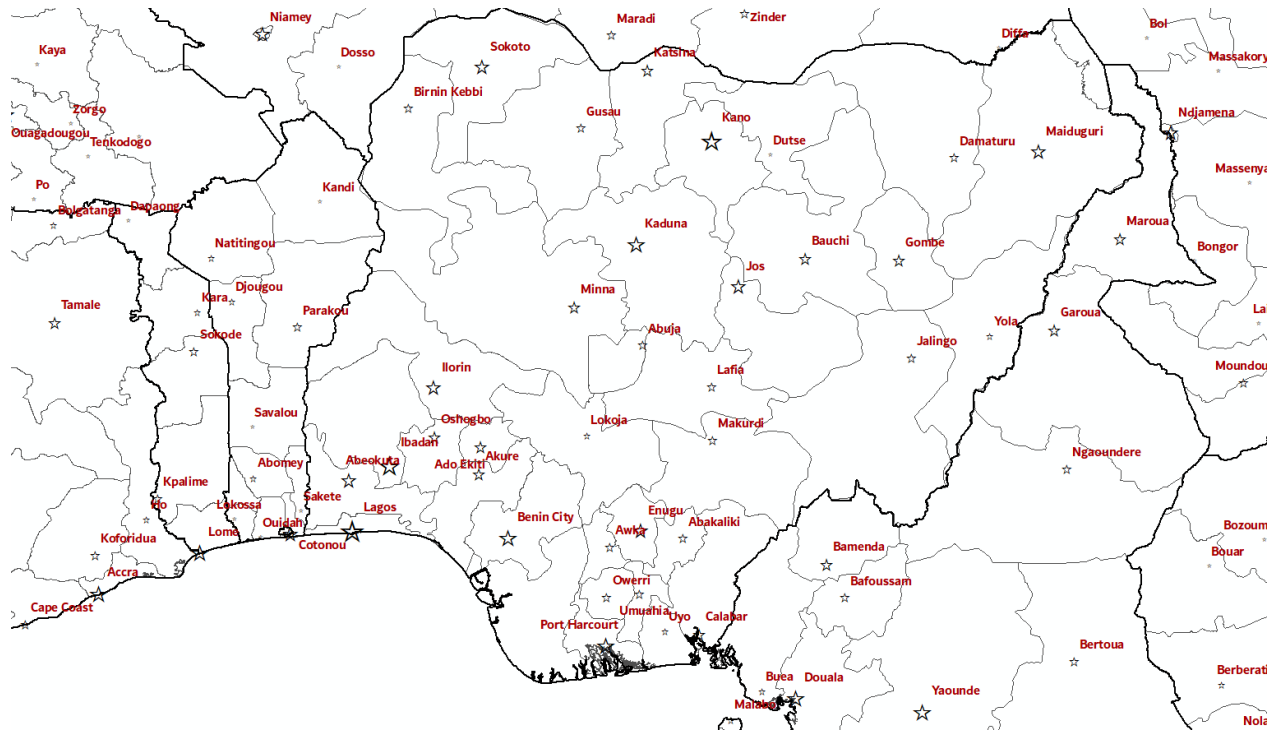 Niamey
Maradi
Zinder
Bol
Diffa
Kaya
Dosso
Sokoto
Katsina
Massakory
Birnin Kebbi
Zorgo
Gusau
Kano
Ndjamena
Ouagadougou
Tenkodogo
Dutse
Damaturu
Maiduguri
Po
Kandi
Massenya
Bolgatanga
Dapaong
Natitingou
Kaduna
Bauchi
Gombe
Maroua
Bongor
Jos
Djougou
Minna
Kara
Tamale
Parakou
Sokode
Abuja
Yola
Garoua
Lai
Jalingo
Ilorin
Lafia
Moundou
Savalou
Oshogbo
Lokoja
Makurdi
Ibadan
Ngaoundere
Abomey
Abeokuta
Ado Ekiti
Akure
Kpalime
Sakete
Ho
Lokossa
Lagos
Benin City
Enugu
Abakaliki
Koforidua
Lome
Ouidah
Awka
Bozoum
Cotonou
Bamenda
Bouar
Accra
Owerri
Bafoussam
Cape Coast
Port Harcourt
Umuahia
Uyo
Calabar
Bertoua
Berberati
Buea
Douala
Yaounde
Malabo
Nola